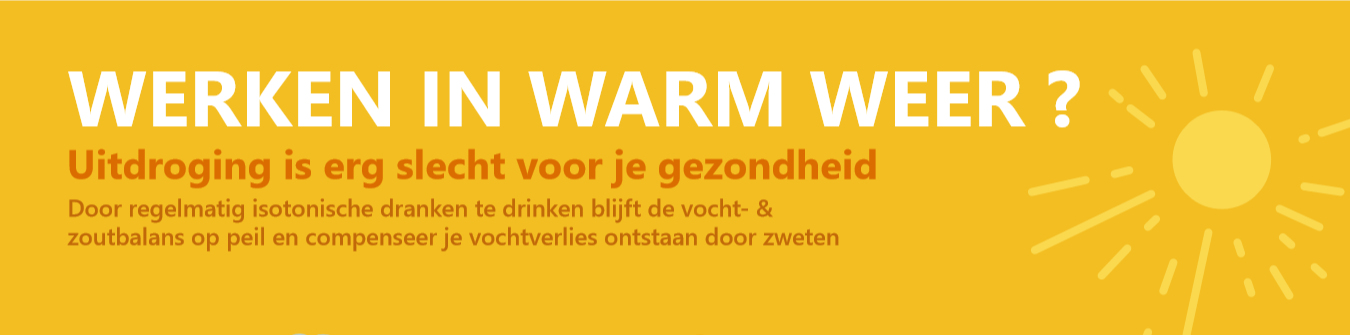 WERKEN IN WARM WEER ?
Uitdroging is erg slecht voor je gezondheid
Door regelmatig isotonische dranken te drinken blijft de vocht- &
zoutbalans op peil en compenseer je vochtverlies ontstaan door zweten